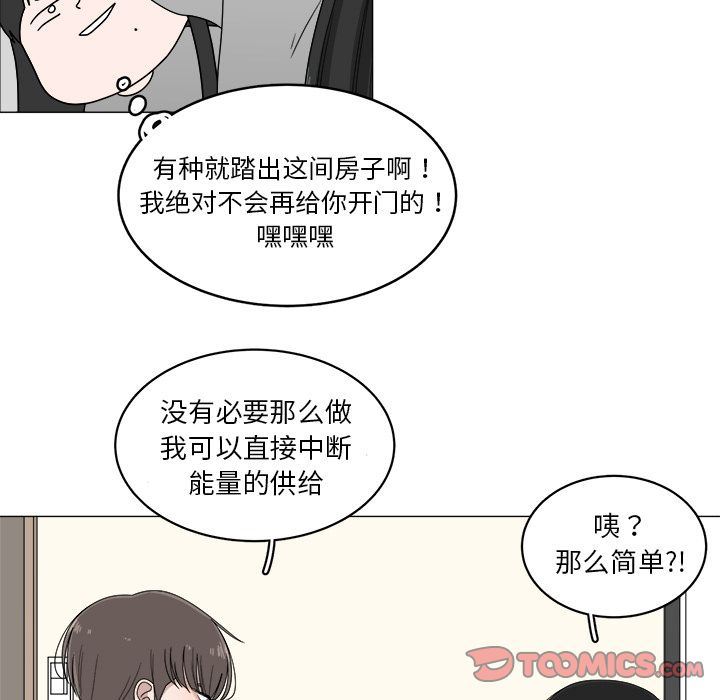 有种就踏出这间房子啊！
我绝对不会再给你开门的！
嘿嘿嘿
没有必要那么做
我可以直接中断
能量的供给
咦？
那么简单?!
TOOMICS.COM